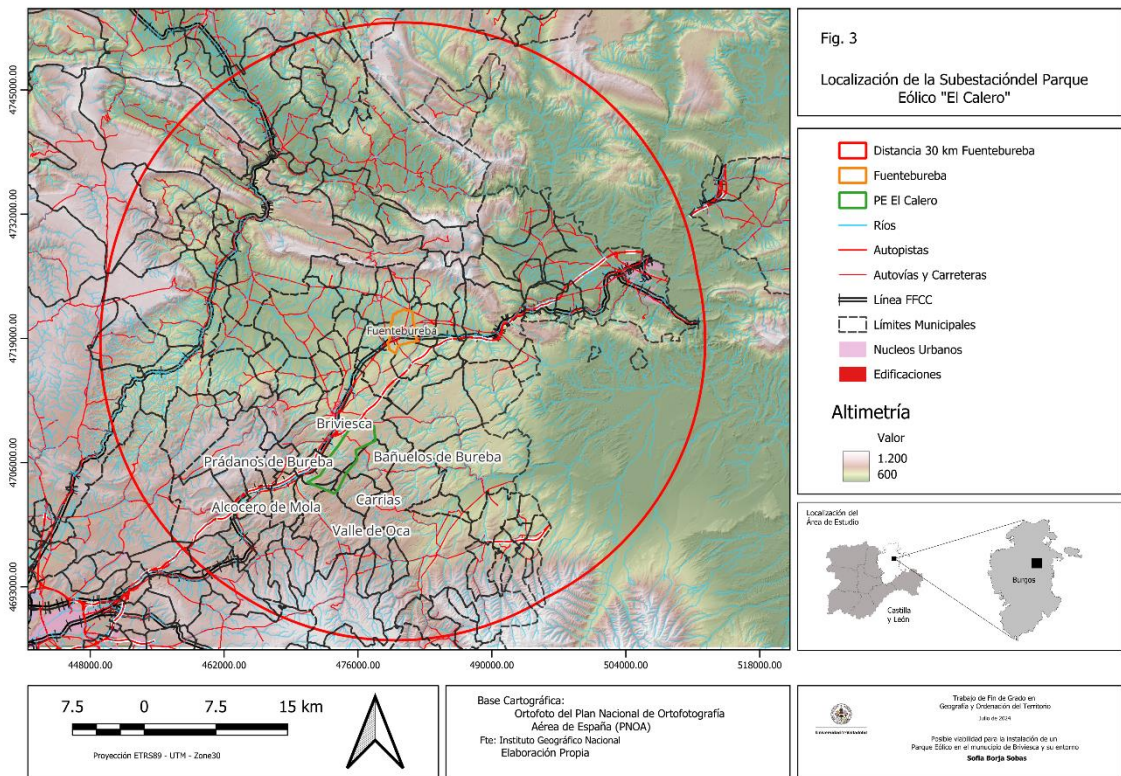 Fig. 3
Localización de la Subestacióndel Parque
Eólico "El Calero"
Distancia 30 km Fuentebureba
Fuentebureba
PE El Calero
Ríos
Autopistas
Autovías y Carreteras
Línea FFCC
Límites Municipales
Nucleos Urbanos
Edificaciones
Altimetría
Valor
1.200
600
Localización del
Área de Estudio
Burgos
Castilla
y León
4745000.00
4732000.00
4719000.00
4706000.00
4693000.00
Fuentebureba
Briviesca
Prádanos de Bureba
Bañuelos de Bureba
Alcocero de Mola
Carrias
Valle de Oca
448000.00
462000.00
476000.00
490000.00
504000.00
518000.00
7.5 0 7.5 15 km
Proyección ETRS89 - UTM - Zone30
Base Cartográfica:
Ortofoto del Plan Nacional de Ortofotografía
Aérea de España (PNOA)
Fte: Instituto Geográfico Nacional
Elaboración Propia
Universidad de Valladolid
Trabajo de Fin de Grado en
Geografía y Ordenación del Territorio
Julio de 2024
Posible viabilidad para la instalación de un
Parque Eólico en el municipio de Briviesca y su entorno
Sofía Borja Sobas